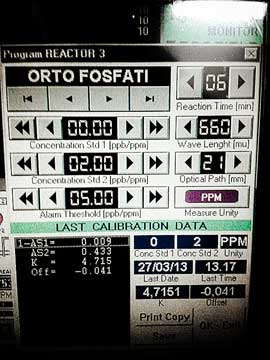 10
10
MONITOR
Program REACTOR 3
ORTO FOSFATI
06
Reaction Time [min]
00.00
Concentration Std 1 [ppb/ppm]
660
Wave Lenght [mu]
02.00
Concentration Std 2 [ppb/ppm]
21
Optical Path [mm]
05.00
Alarm Threshold [ppb/ppm]
PPM
Measure Unity
LAST CALIBRATION DATA
1-AS1= 0.009
AS2= 0.433
K = 4.715
Off= -0.041
0 2 PPM
Conc Std 1 Conc Std 2 Unity
27/03/13 13.17
Last Date Last Time
4,7151 -0,041
K Offset
Print Copy
Save
OK - Exit